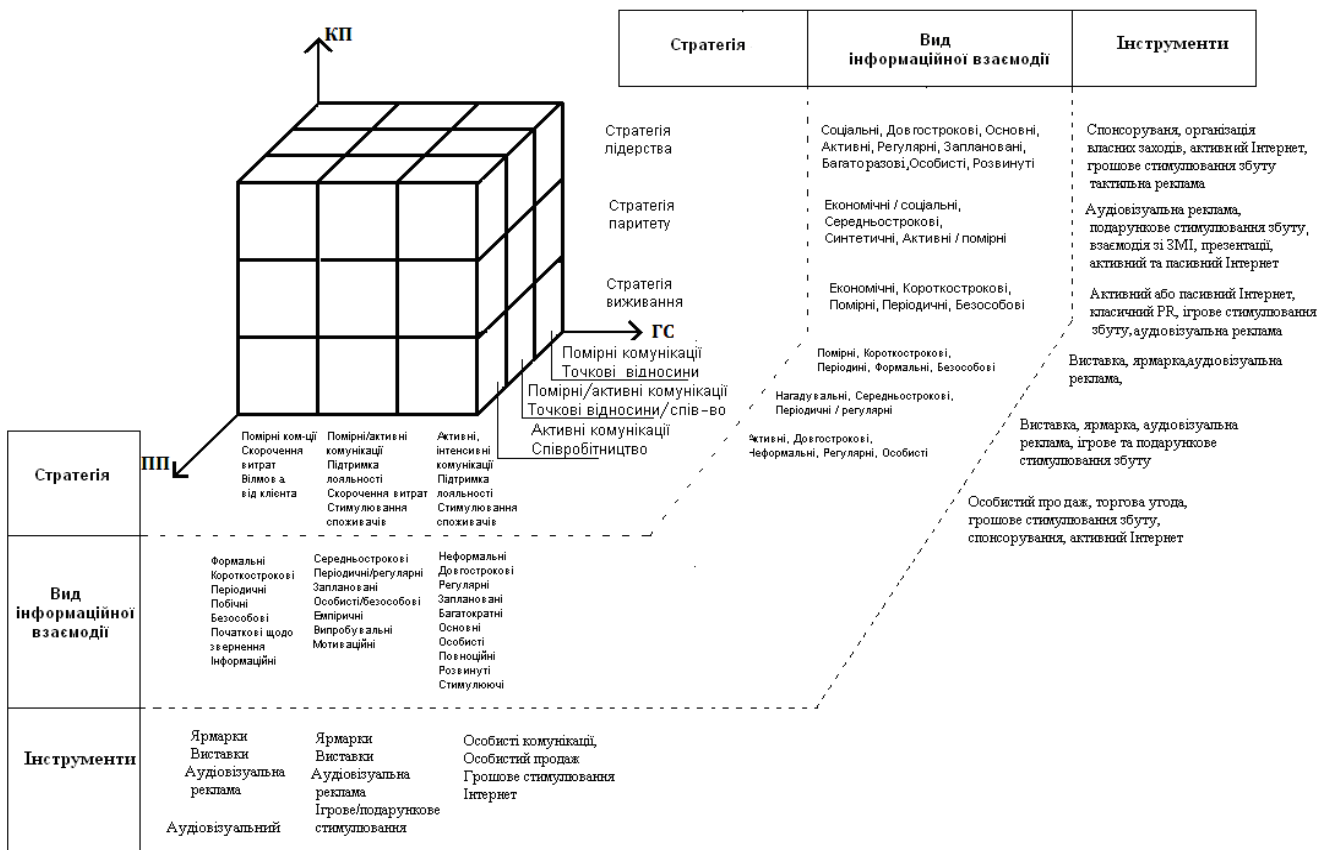 КП
Стратегія
Вид
інформаційної взаємодії
Інструменти
Стратегія
лідерства
Соціальні, Довгострокові, Основні,
Активні, Регулярні, Заплановані,
Багаторазові,Особисті, Розвинуті
Спонсоруваня, організація
власних заходів, активний Інтернет,
грошове стимулювання збуту
тактильна реклама
Стратегія
паритету
Економічні / соціальні,
Середньострокові,
Синтетичні, Активні / помірні
Аудіовізуальна реклама,
подарункове стимулювання збуту,
взаємодія зі ЗМІ, презентації,
активний та пасивний Інтернет
Стратегія
виживання
Економічні, Короткострокові,
Помірні, Періодичні, Безособові
Активний або пасивний Інтернет,
класичний PR, ігрове стимулювання
збуту, аудіовізуальна реклама
ГС
Помірні комунікації
Точкові відносини
Помірні/активні комунікації
Точкові відносини/спів-во
Активні комунікації
Співробітництво
Помірні, Короткострокові,
Періодині, Формальні, Безособові
Нагадувальні, Середньострокові,
Періодичні / регулярні
Активні, Довгострокові,
Неформальні, Регулярні, Особисті
Виставка, ярмарка,аудіовізуальна
реклама,
Виставка, ярмарка, аудіовізуальна
реклама, ігрове та подарункове
стимулювання збуту
Особистий продаж, торгова угода,
грошове стимулювання збуту,
спонсорування, активний Інтернет
ПП
Стратегія
Помірні ком-ції
Скорочення
витрат
Вілмова
від клієнта
Помірні/активні
комунікації
Підтримка
лояльності
Скорочення витрат
Стимулювання
споживачів
Активні,
інтенсивні
комунікації
Підтримка
лояльності
Стимулювання
споживачів
Вид
інформаційної
взаємодії
Формальні
Короткострокові
Періодичні
Побічні
Безособові
Початкові щодо
звернення
Інформаційні
Середньострокові
Періодичні/регулярні
Заплановані
Особисті/безособові
Емпіричні
Випробувальні
Мотиваційні
Неформальні
Довгострокові
Регулярні
Заплановані
Багатократні
Основні
Особисті
Повноційні
Розвинуті
Стимулюючі
Інструменти
Ярмарки
Виставки
Аудіовізуальна
реклама
Аудіовізуальний
Ярмарки
Виставки
Аудіовізуальна
реклама
Ігрове/подарункове
стимулювання
Особисті комунікації,
Особистий продаж
Грошове стимулювання
Інтернет